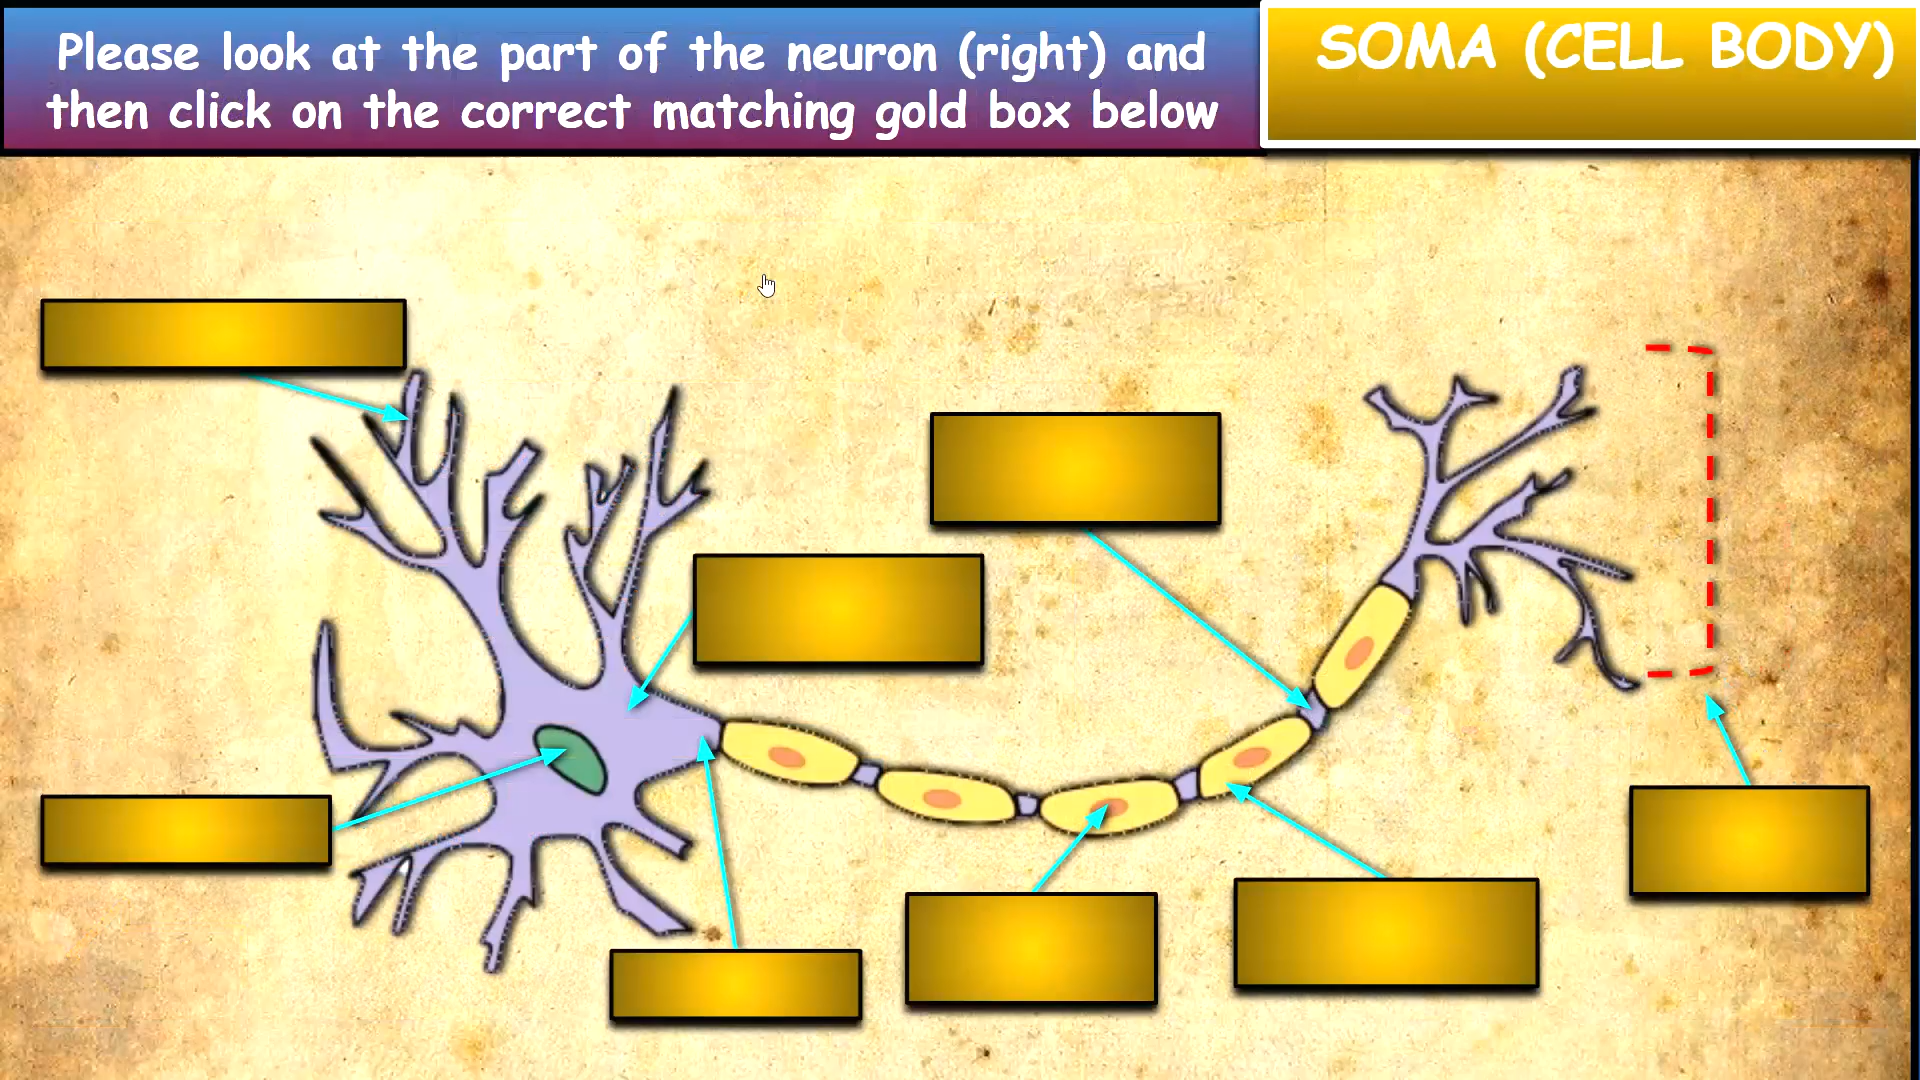 Please look at the part of the neuron (right) and
then click on the correct matching gold box below
SOMA (CELL BODY)